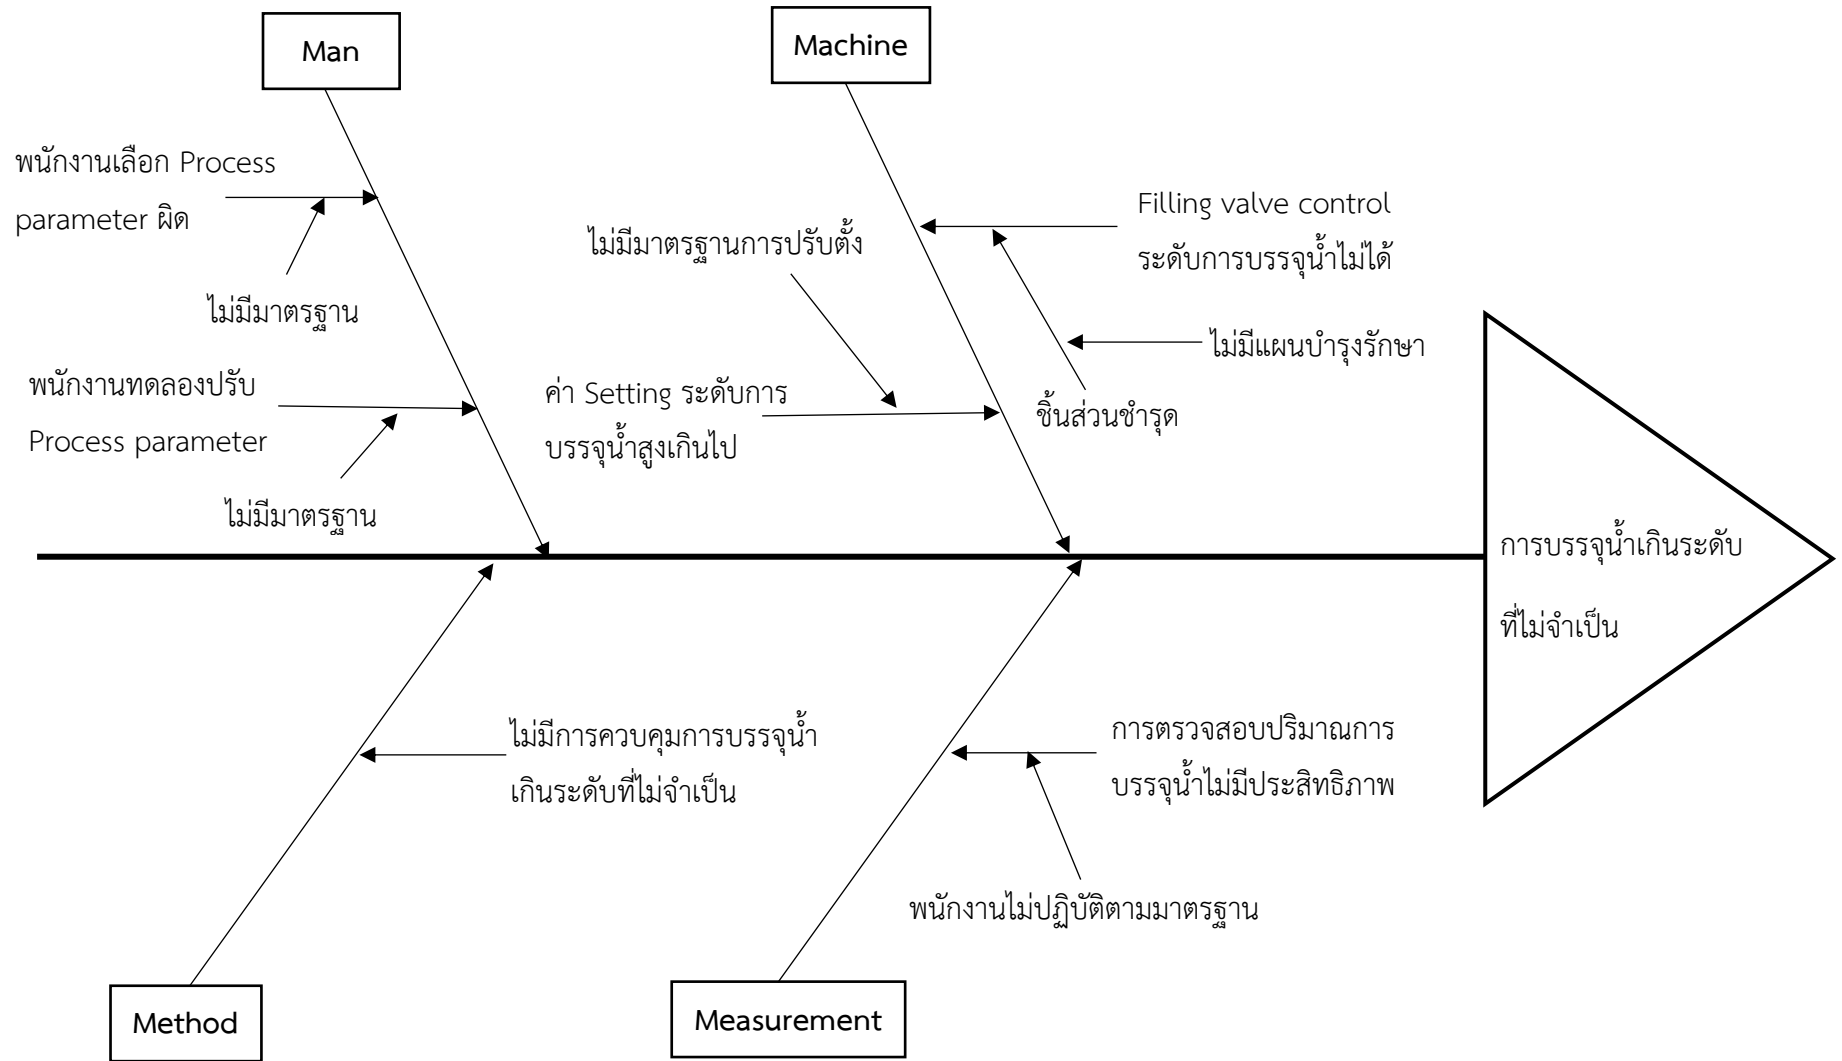 Man
Machine
พนักงานเลือก Process
parameter ผิด
ไม่มีมาตรฐาน
พนักงานทดลองปรับ
Process parameter
ไม่มีมาตรฐาน
ไม่มีมาตรฐานการปรับตั้ง
ค่า Setting ระดับการ
บรรจุน้ำสูงเกินไป
Filling valve control
ระดับการบรรจุน้ำไม่ได้
ไม่มีแผนบำรุงรักษา
ชิ้นส่วนชำรุด
การบรรจุน้ำเกินระดับ
ที่ไม่จำเป็น
ไม่มีการควบคุมการบรรจุน้ำ
เกินระดับที่ไม่จำเป็น
การตรวจสอบปริมาณการ
บรรจุน้ำไม่มีประสิทธิภาพ
พนักงานไม่ปฏิบัติตามมาตรฐาน
Method
Measurement